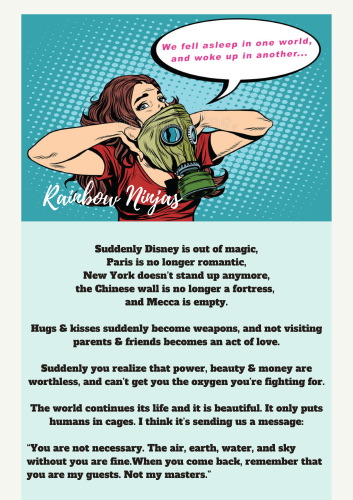 We fell asleep in one world,
and woke up in another...
Rainbow Ninjas
Suddenly Disney is out of magic,
Paris is no longer romantic,
New York doesn't stand up anymore,
the Chinese wall is no longer a fortress,
and Mecca is empty.
Hugs & kisses suddenly become weapons, and not visiting
parents & friends becomes an act of love.
Suddenly you realize that power, beauty & money are
worthless, and can't get you the oxygen you're fighting for.
The world continues its life and it is beautiful. It only puts
humans in cages. I think it's sending us a message:
"You are not necessary. The air, earth, water, and sky
without you are fine.When you come back, remember that
you are my guests. Not my masters."